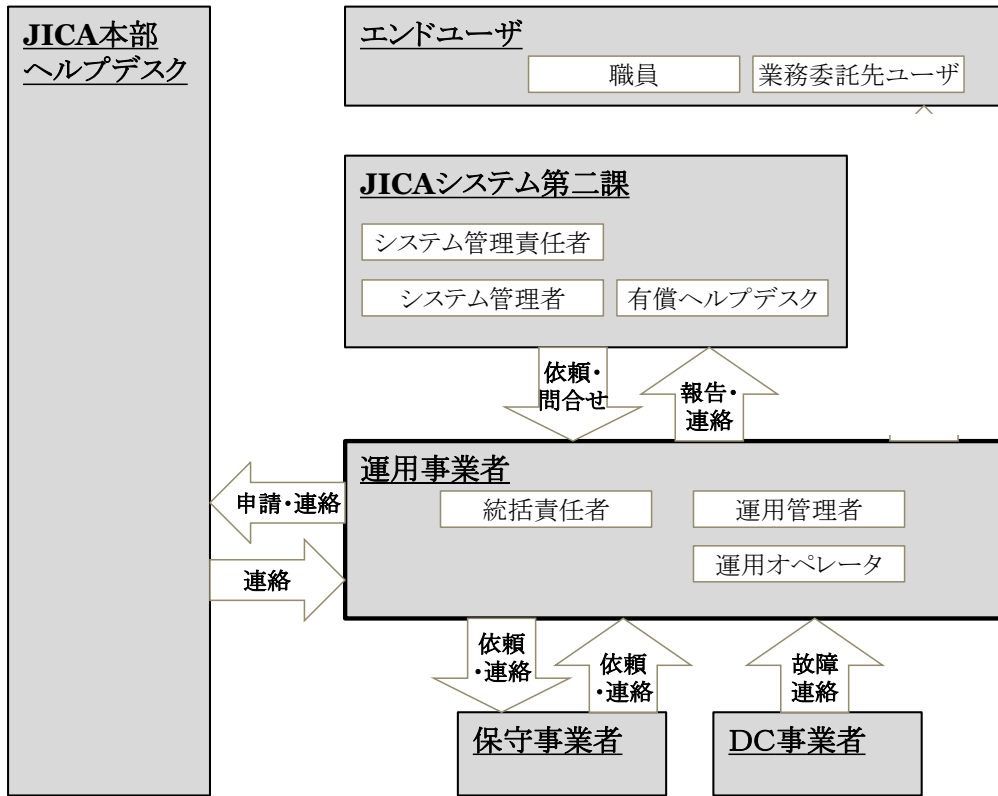 JICA本部
ヘルプデスク
エンドユーザ
職員
業務委託先ユーザ
JICAシステム第二課
システム管理責任者
システム管理者
有償ヘルプデスク
依頼・
問合せ
報告・
連絡
運用事業者
統括責任者
運用管理者
運用オペレータ
申請・連絡
連絡
依頼
・連絡
依頼
・連絡
故障
連絡
保守事業者
DC事業者